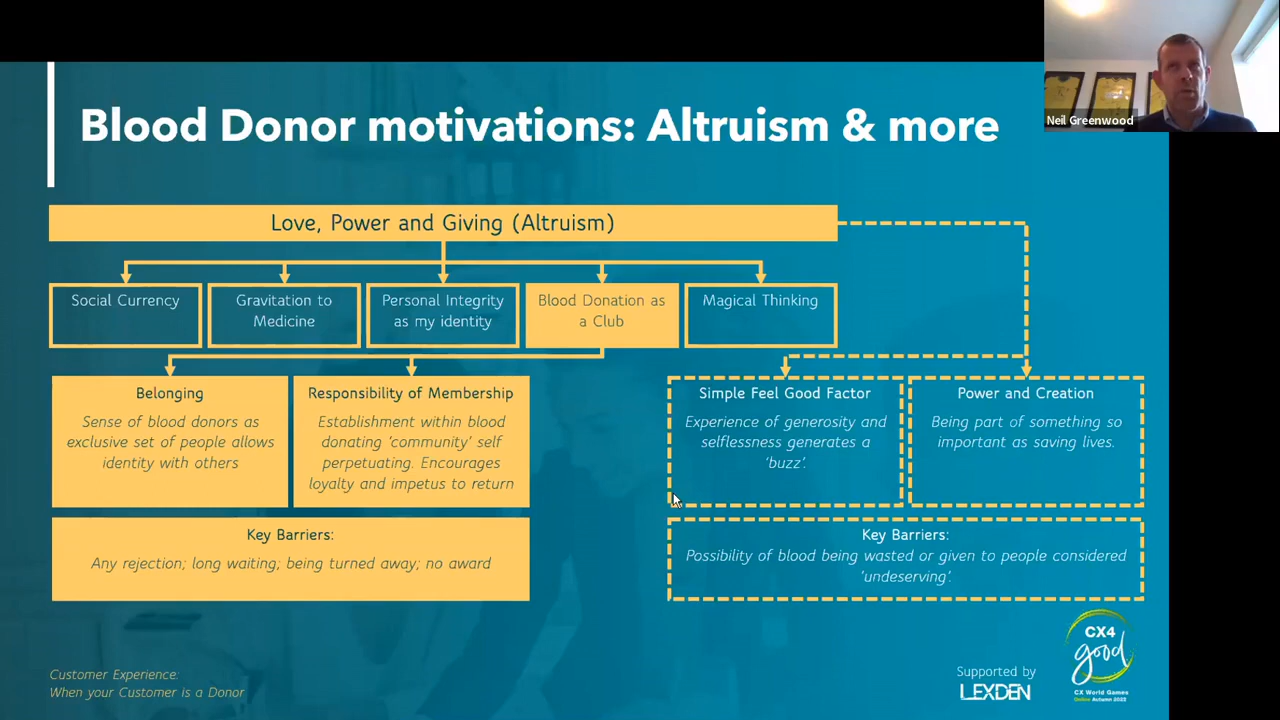 Neil Greenwood
Blood Donor motivations: Altruism & more
Love, Power and Giving (Altruism)
Social Currency
Gravitation to
Medicine
Personal Integrity
as my identity
Blood Donation as
a Club
Magical Thinking
Belonging
Sense of blood donors as
exclusive set of people allows
identity with others
Responsibility of Membership
Establishment within blood
donating ‘community’ self
perpetuating. Encourages
loyalty and impetus to return
Key Barriers:
Any rejection; long waiting; being turned away; no award
Simple Feel Good Factor
Experience of generosity and
selflessness generates a
‘buzz’.
Power and Creation
Being part of something so
important as saving lives.
Key Barriers:
Possibility of blood being wasted or given to people considered
‘undeserving’.
Customer Experience:
When your Customer is a Donor
Supported by
LEXDEN
CX4
good
CX World Games
Online Autumn 2022